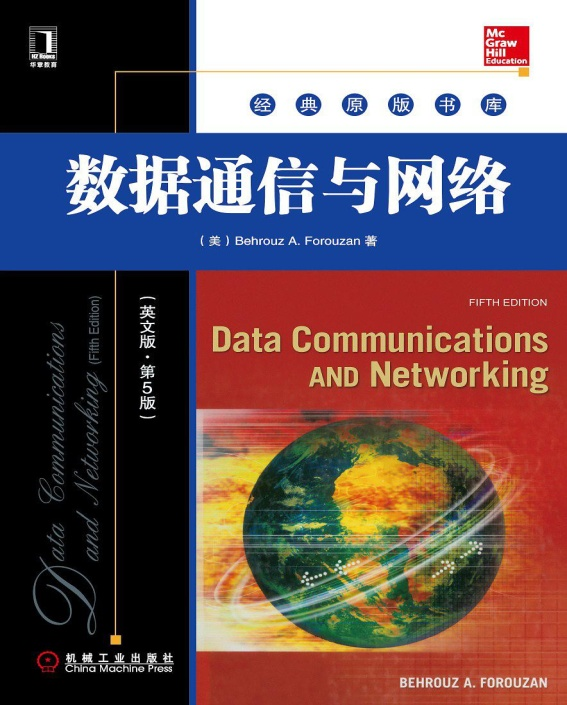 HZ Books
华章教育
Mc
Graw
Hill
Education
经典原版书库
数据通信与网络
（美）Behrouz A. Forouzan 著
（英文版·第5版）
Data Communications
and Networking (Fifth Edition)
FIFTH EDITION
Data Communications
AND Networking
机械工业出版社
China Machine Press
BEHROUZ A. FOROUZAN